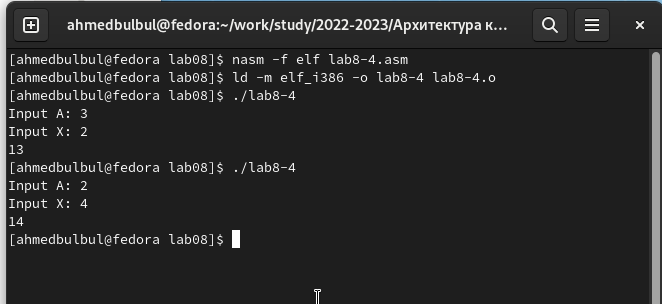 ahmedbulbul@fedora:~/work/study/2022-2023/Архитектура к...
[ahmedbulbul@fedora lab08]$ nasm -f elf lab8-4.asm
[ahmedbulbul@fedora lab08]$ ld -m elf_i386 -o lab8-4 lab8-4.o
[ahmedbulbul@fedora lab08]$ ./lab8-4
Input A: 3
Input X: 2
13
[ahmedbulbul@fedora lab08]$ ./lab8-4
Input A: 2
Input X: 4
14
[ahmedbulbul@fedora lab08]$